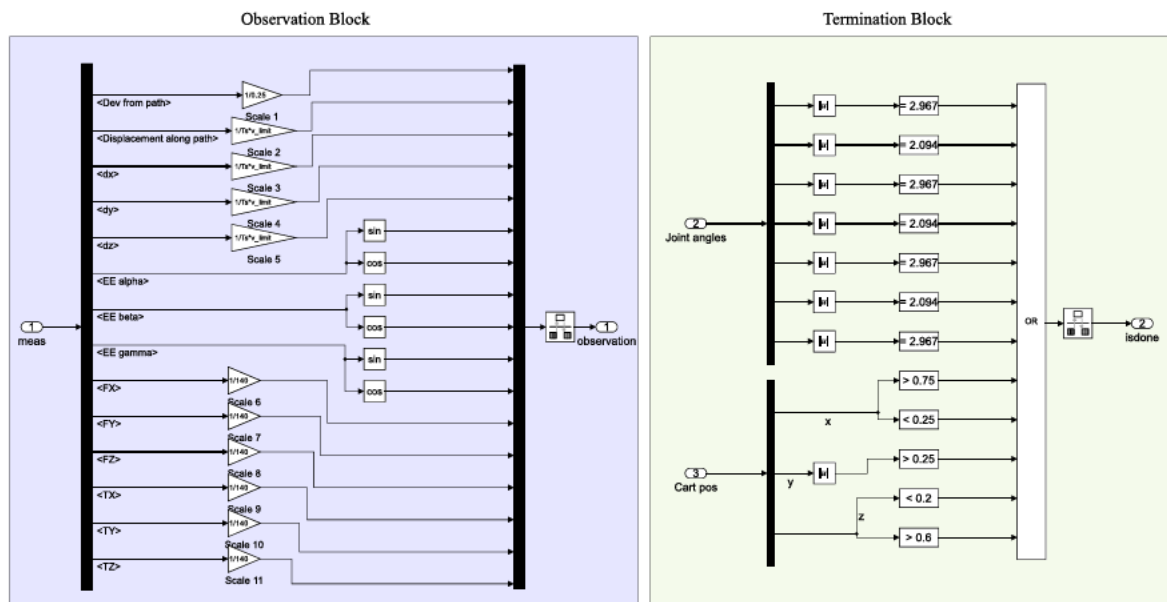 Observation Block
1/0.25
<Dev from path>
Scale 1
1/Ts*v_limit
<Displacement along path>
Scale 2
1/Ts*v_limit
<dx>
Scale 3
1/Ts*v_limit
<dy>
Scale 4
1/Ts*v_limit
<dz>
Scale 5
sin
cos
<EE alpha>
sin
<EE beta>
cos
1
meas
1
observation
<EE gamma>
sin
cos
1/140
<FX>
Scale 6
1/140
<FY>
Scale 7
1/140
<FZ>
Scale 8
1/140
<TX>
Scale 9
1/140
<TY>
Scale 10
1/140
<TZ>
Scale 11
Termination Block
|u|
= 2.967
|u|
= 2.094
|u|
= 2.967
2
Joint angles
|u|
= 2.094
|u|
= 2.967
|u|
= 2.094
|u|
= 2.967
OR
2
isdone
> 0.75
x
< 0.25
3
Cart pos
y
|u|
> 0.25
z
< 0.2
> 0.6